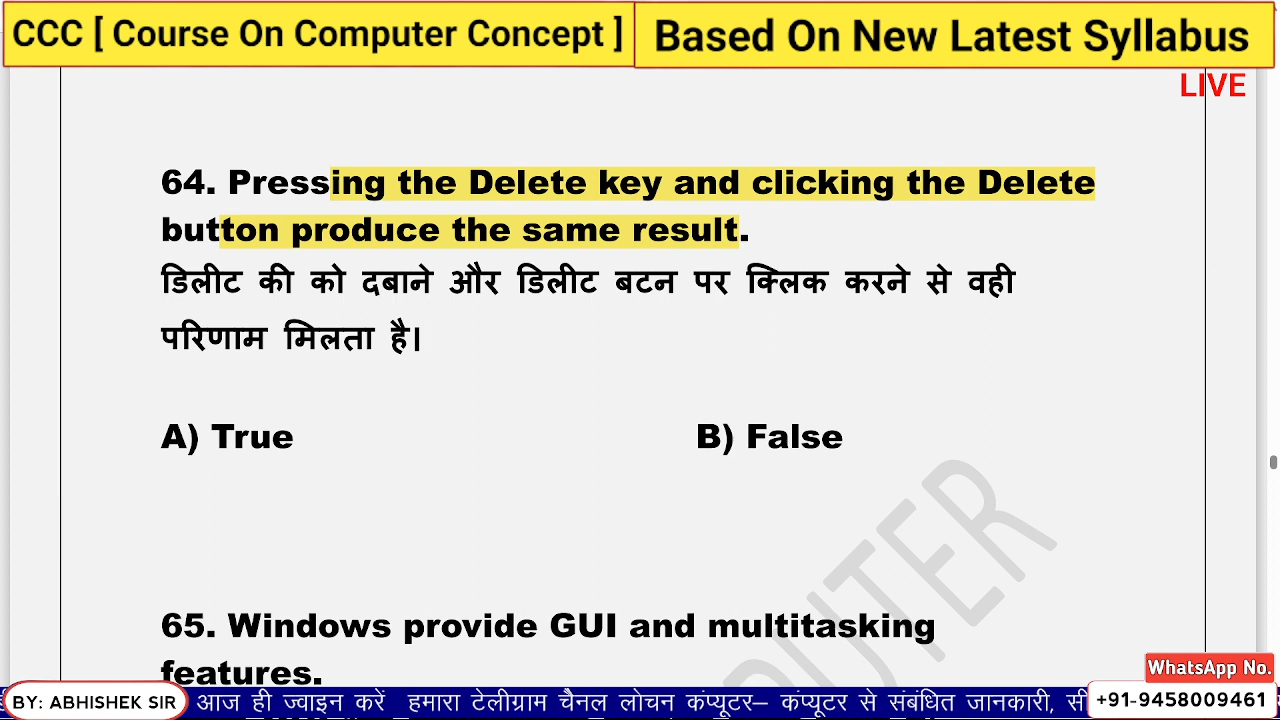 CCC [ Course On Computer Concept ]
Based On New Latest Syllabus
LIVE
64. Pressing the Delete key and clicking the Delete
button produce the same result.
डिलीट की को दबाने और डिलीट बटन पर क्लिक करने से वही
परिणाम मिलता है।
A) True
B) False
PUTER
65. Windows provide GUI and multitasking
features.
WhatsApp No.
BY: ABHISHEK SIR
आज ही ज्वाइन करें हमारा टेलीग्राम चैनल लोचन कंप्यूटर– कंप्यूटर से संबंधित जानकारी,
+91-9458009461